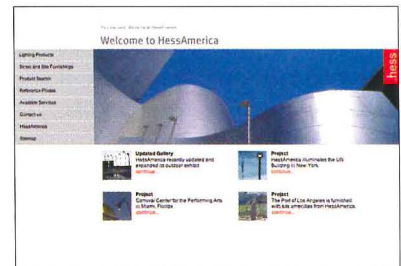 Welcome to HessAmerica
Lighting Products
Street and Site Furnishings
Product Search
Reference Photos
Available Services
Contact us
HessAmerica
Sitemap
hess
Updated Gallery
HessAmerica recently updated and
expanded its outdoor exhibit
continue...
Project
HessAmerica illuminates the
Building in New York
continue...
Project
Carnival Center for the Performing Arts
in Miami, Florida
continue...
Project
The Port of Los Angeles is furnished
with site amenities from HessAmerica.
continue...